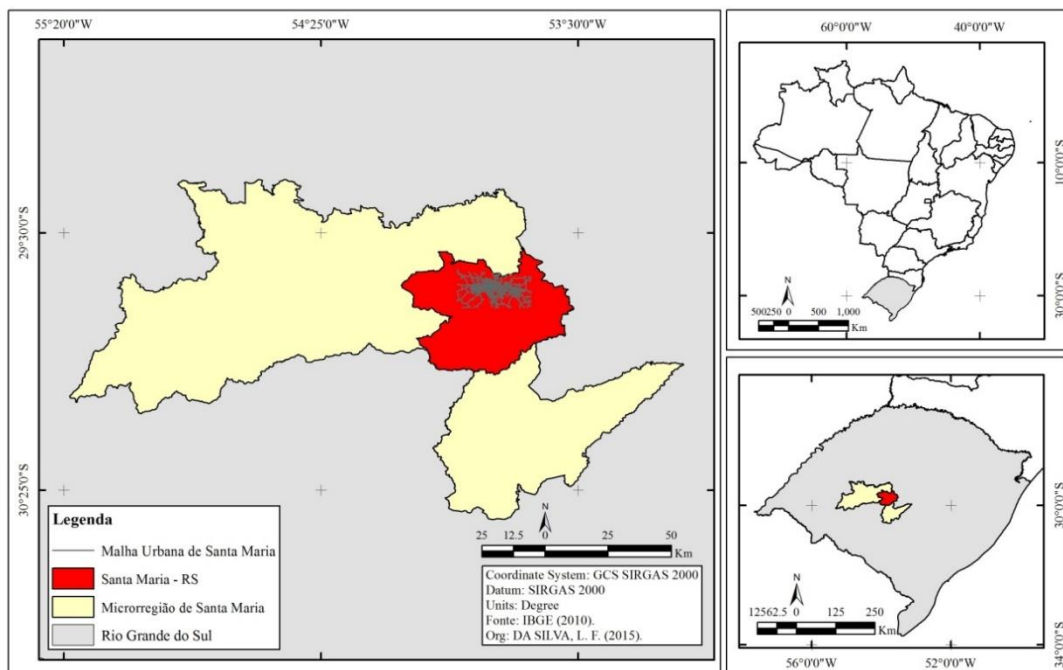 55°20'0"W 54°25'0"W 53°30'0"W
29°30'0"S
30°25'0"S
Legenda
Malha Urbana de Santa Maria
Santa Maria - RS
Microrregião de Santa Maria
Rio Grande do Sul
N
25 12.5 0 25 50
Km
Coordinate System: GCS SIRGAS 2000
Datum: SIRGAS 2000
Units: Degree
Fonte: IBGE (2010).
Org: DA SILVA, L. F. (2015).
60°0'0"W 40°0'0"W
10°0'0"S
30°0'0"S
N
500250 0 500 1,000
Km
30°0'0"S
N
12562.5 0 125 250
Km
34°0'0"S
56°0'0"W 52°0'0"W